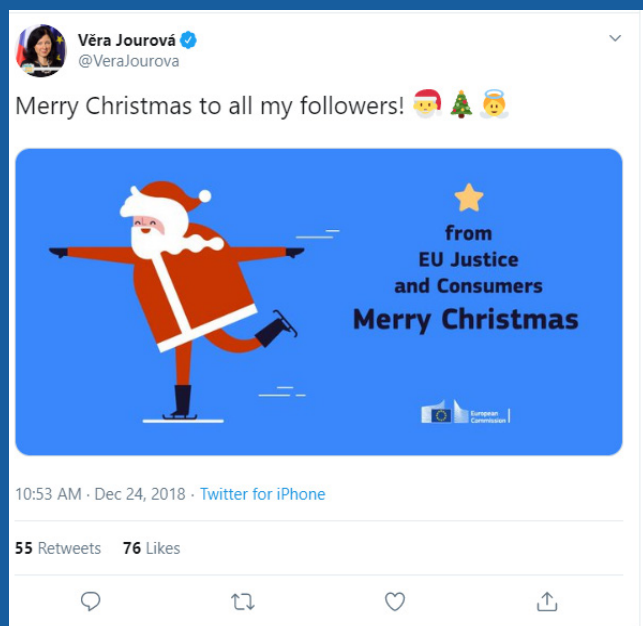 Věra Jourová
@VeraJourova
Merry Christmas to all my followers! 🎅 🎄 👼
from
EU Justice
and Consumers
Merry Christmas
European
Commission
10:53 AM · Dec 24, 2018 · Twitter for iPhone
55 Retweets 76 Likes